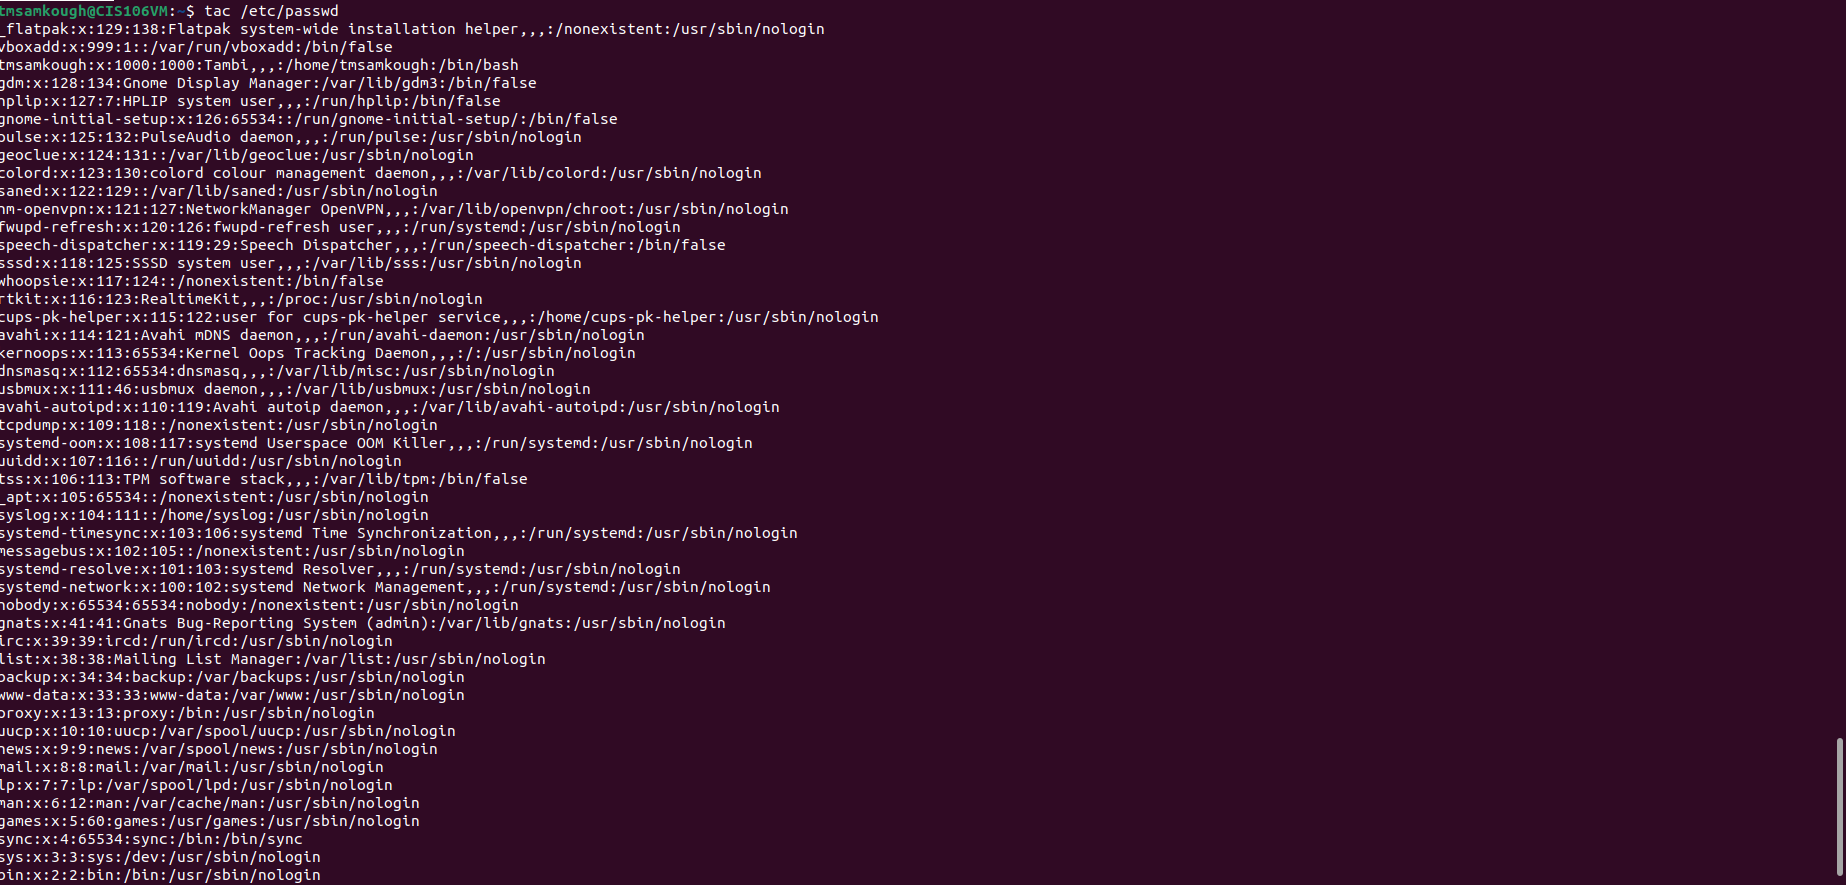 tmsamkough@CIS106VM:~$ tac /etc/passwd
_flatpak:x:129:138:Flatpak system-wide installation helper,,,:/nonexistent:/usr/sbin/nologin
vboxadd:x:999:1::/var/run/vboxadd:/bin/false
tmsamkough:x:1000:1000:Tambi,,,:/home/tmsamkough:/bin/bash
gdm:x:128:134:Gnome Display Manager:/var/lib/gdm3:/bin/false
hplip:x:127:7:HPLIP system user,,,:/run/hplip:/bin/false
gnome-initial-setup:x:126:65534::/run/gnome-initial-setup/:/bin/false
pulse:x:125:132:PulseAudio daemon,,,:/run/pulse:/usr/sbin/nologin
geoclue:x:124:131::/var/lib/geoclue:/usr/sbin/nologin
colord:x:123:130:colord colour management daemon,,,:/var/lib/colord:/usr/sbin/nologin
saned:x:122:129::/var/lib/saned:/usr/sbin/nologin
nm-openvpn:x:121:127:NetworkManager OpenVPN,,,:/var/lib/openvpn/chroot:/usr/sbin/nologin
fwupd-refresh:x:120:126:fwupd-refresh user,,,:/run/systemd:/usr/sbin/nologin
speech-dispatcher:x:119:29:Speech Dispatcher,,,:/run/speech-dispatcher:/bin/false
sssd:x:118:125:SSSD system user,,,:/var/lib/sss:/usr/sbin/nologin
whoopsie:x:117:124::/nonexistent:/bin/false
rtkit:x:116:123:RealtimeKit,,,:/proc:/usr/sbin/nologin
cups-pk-helper:x:115:122:user for cups-pk-helper service,,,:/home/cups-pk-helper:/usr/sbin/nologin
avahi:x:114:121:Avahi mDNS daemon,,,:/run/avahi-daemon:/usr/sbin/nologin
kernoops:x:113:65534:Kernel Oops Tracking Daemon,,,:/:/usr/sbin/nologin
dnsmasq:x:112:65534:dnsmasq,,,:/var/lib/misc:/usr/sbin/nologin
usbmux:x:111:46:usbmux daemon,,,:/var/lib/usbmux:/usr/sbin/nologin
avahi-autoipd:x:110:119:Avahi autoip daemon,,,:/var/lib/avahi-autoipd:/usr/sbin/nologin
tcpdump:x:109:118::/nonexistent:/usr/sbin/nologin
systemd-oom:x:108:117:systemd Userspace OOM Killer,,,:/run/systemd:/usr/sbin/nologin
uuidd:x:107:116::/run/uuidd:/usr/sbin/nologin
tss:x:106:113:TPM software stack,,,:/var/lib/tpm:/bin/false
_apt:x:105:65534::/nonexistent:/usr/sbin/nologin
syslog:x:104:111::/home/syslog:/usr/sbin/nologin
systemd-timesync:x:103:106:systemd Time Synchronization,,,:/run/systemd:/usr/sbin/nologin
messagebus:x:102:105::/nonexistent:/usr/sbin/nologin
systemd-resolve:x:101:103:systemd Resolver,,,:/run/systemd:/usr/sbin/nologin
systemd-network:x:100:102:systemd Network Management,,,:/run/systemd:/usr/sbin/nologin
nobody:x:65534:65534:nobody:/nonexistent:/usr/sbin/nologin
gnats:x:41:41:Gnats Bug-Reporting System (admin):/var/lib/gnats:/usr/sbin/nologin
irc:x:39:39:ircd:/run/ircd:/usr/sbin/nologin
list:x:38:38:Mailing List Manager:/var/list:/usr/sbin/nologin
backup:x:34:34:backup:/var/backups:/usr/sbin/nologin
www-data:x:33:33:www-data:/var/www:/usr/sbin/nologin
proxy:x:13:13:proxy:/bin:/usr/sbin/nologin
uucp:x:10:10:uucp:/var/spool/uucp:/usr/sbin/nologin
news:x:9:9:news:/var/spool/news:/usr/sbin/nologin
mail:x:8:8:mail:/var/mail:/usr/sbin/nologin
lp:x:7:7:lp:/var/spool/lpd:/usr/sbin/nologin
man:x:6:12:man:/var/cache/man:/usr/sbin/nologin
games:x:5:60:games:/usr/games:/usr/sbin/nologin
sync:x:4:65534:sync:/bin:/bin/sync
sys:x:3:3:sys:/dev:/usr/sbin/nologin
bin:x:2:2:bin:/bin:/usr/sbin/nologin